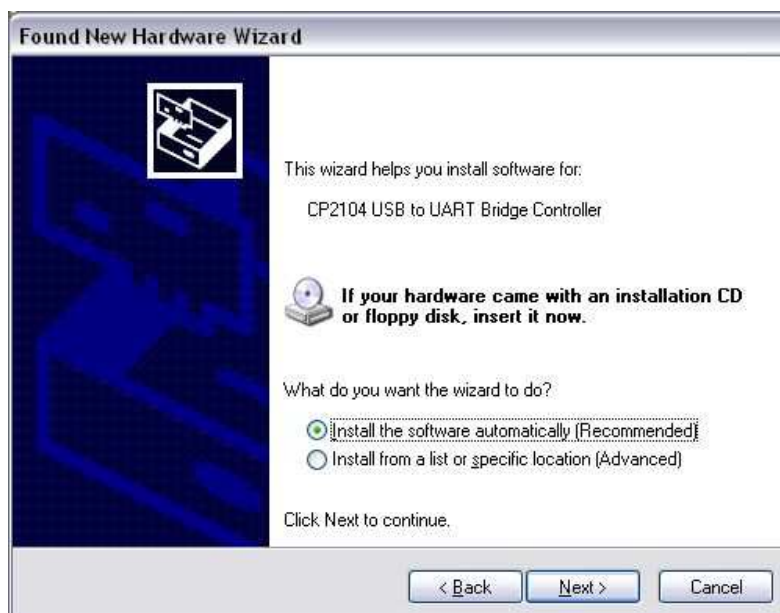 Found New Hardware Wizard
This wizard helps you install software for:
CP2104 USB to UART Bridge Controller
If your hardware came with an installation CD
or floppy disk, insert it now.
What do you want the wizard to do?
Install the software automatically (Recommended)
Install from a list or specific location (Advanced)
Click Next to continue.
< Back Next > Cancel